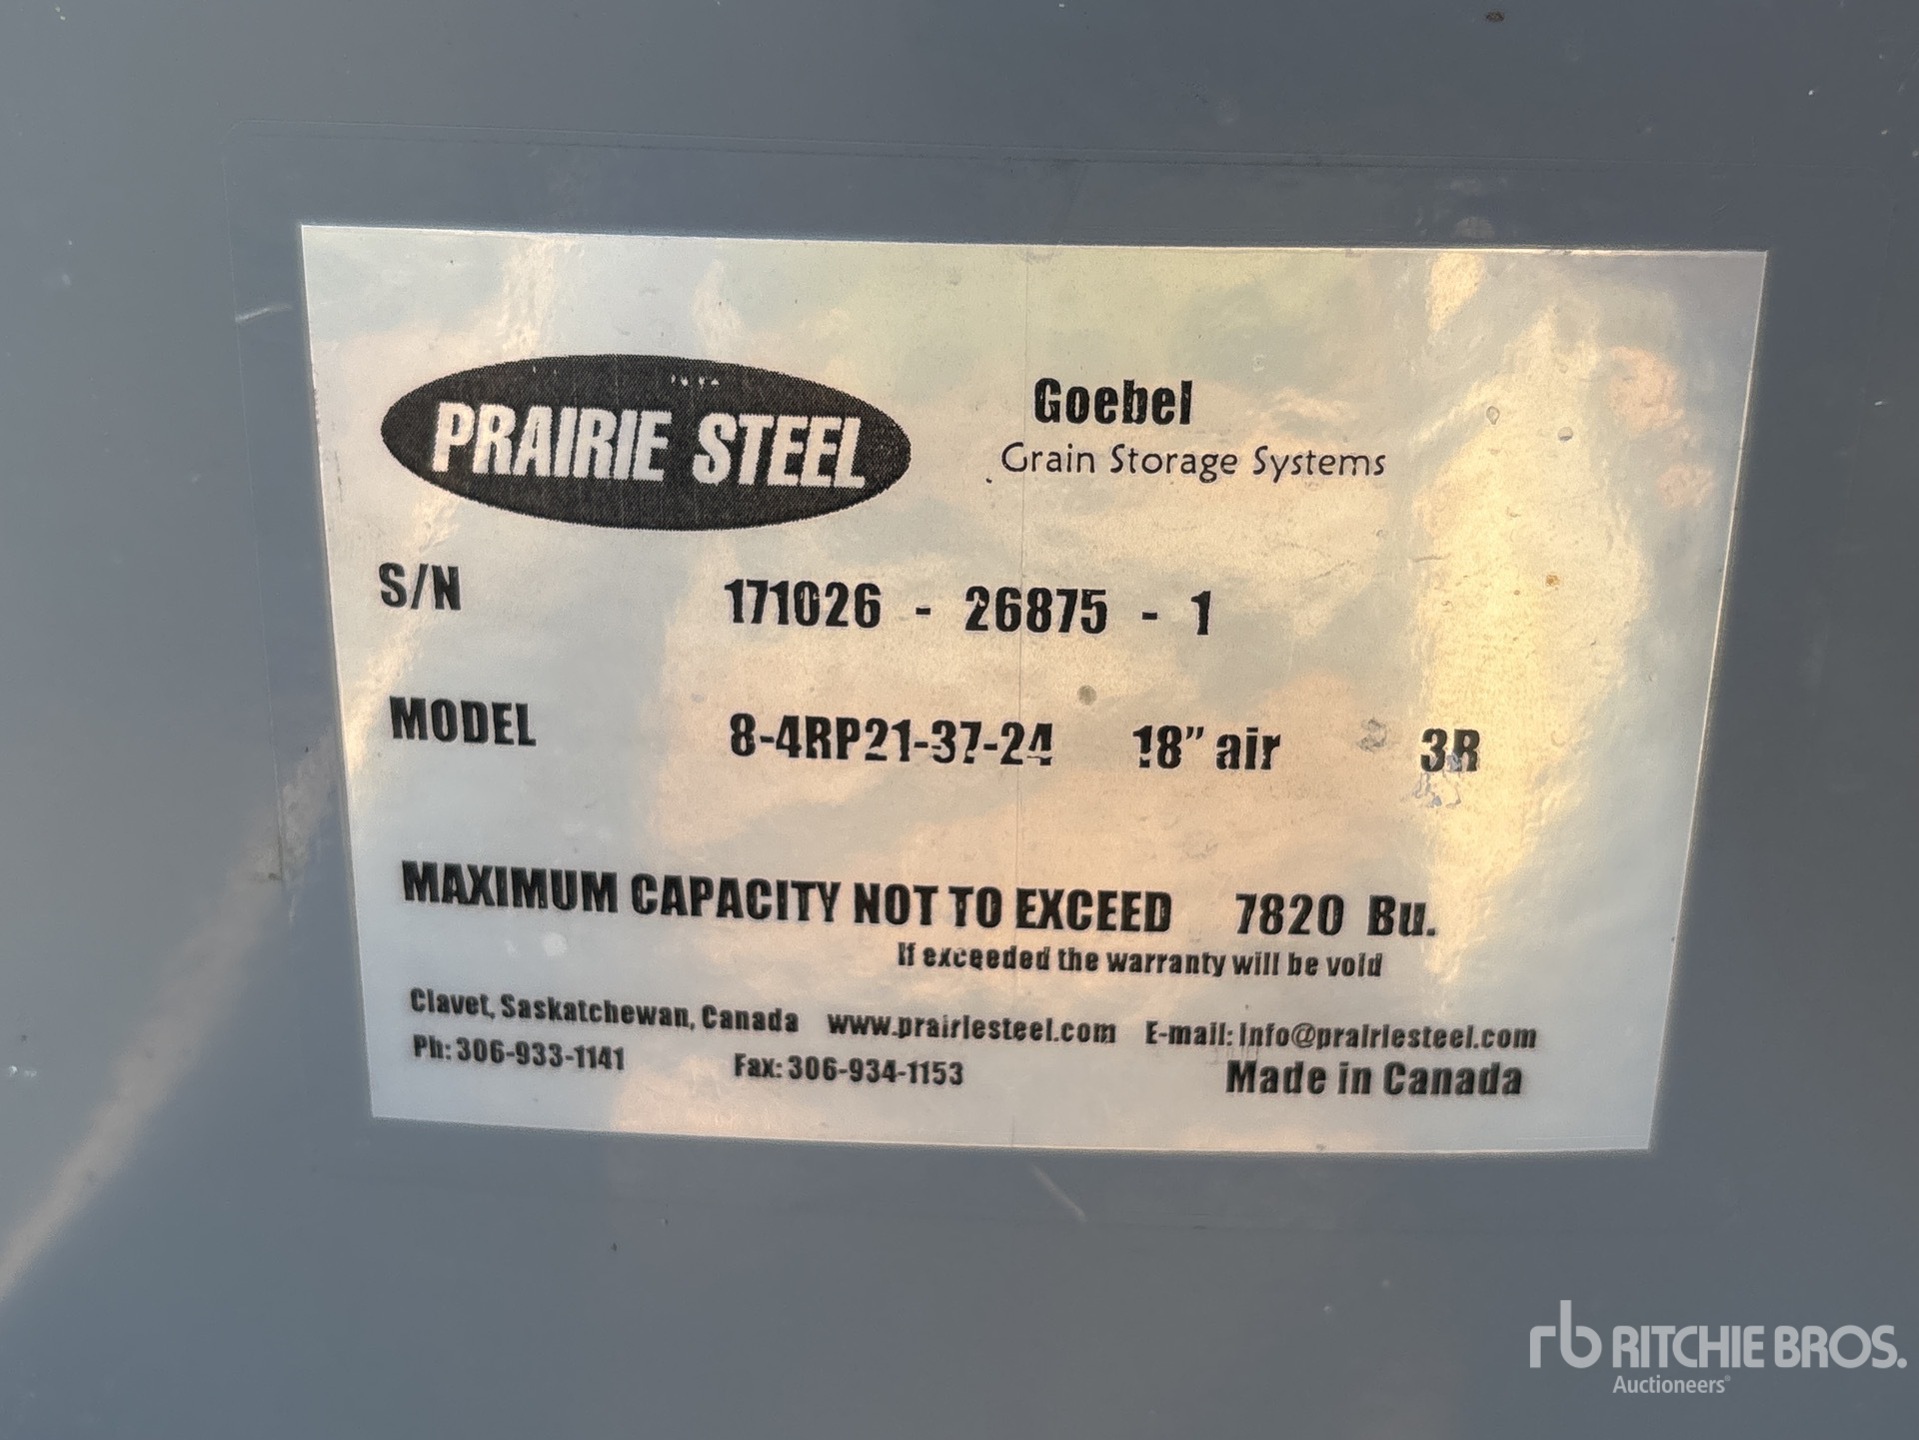 PRAIRIE STEEL
Goebel
Grain Storage Systems
S/N 171026 - 26875 - 1
MODEL 8-4RP21-37-24 18" air 3R
MAXIMUM CAPACITY NOT TO EXCEED 7820 Bu.
If exceeded the warranty will be void
Clavet, Saskatchewan, Canada www.prairiesteel.com E-mail: info@prairiesteel.com
Ph: 306-933-1141 Fax: 306-934-1153 Made in Canada
rb RITCHIE BROS.
Auctioneers®